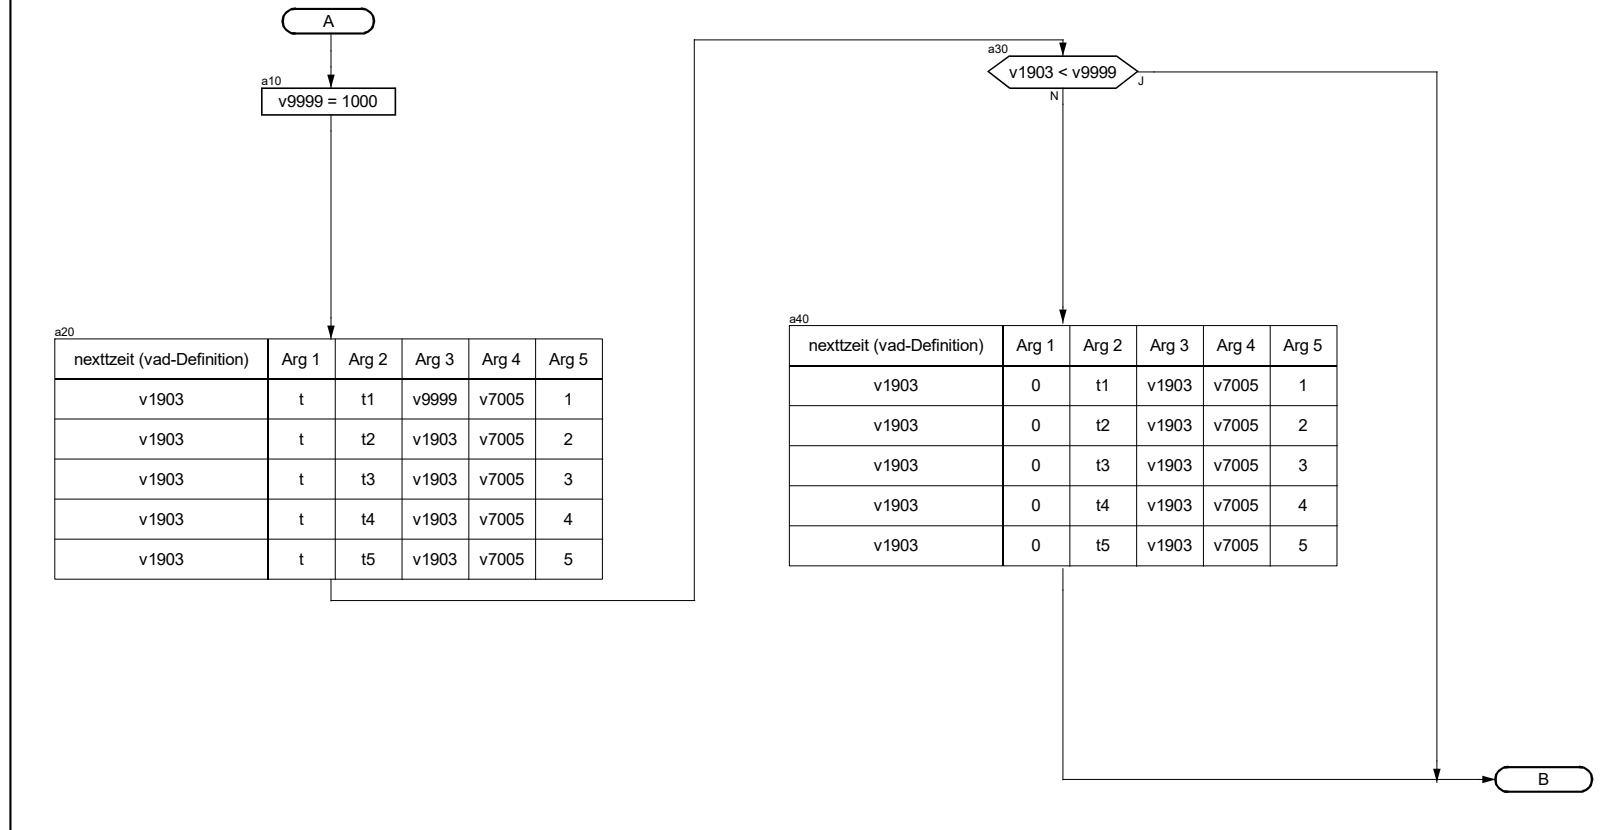 A
a10
v9999 = 1000
a20
nexttzeit (vad-Definition) Arg 1 Arg 2 Arg 3 Arg 4 Arg 5
v1903 t t1 v9999 v7005 1
v1903 t t2 v1903 v7005 2
v1903 t t3 v1903 v7005 3
v1903 t t4 v1903 v7005 4
v1903 t t5 v1903 v7005 5
a30
v1903 < v9999
J
N
a40
nexttzeit (vad-Definition) Arg 1 Arg 2 Arg 3 Arg 4 Arg 5
v1903 0 t1 v1903 v7005 1
v1903 0 t2 v1903 v7005 2
v1903 0 t3 v1903 v7005 3
v1903 0 t4 v1903 v7005 4
v1903 0 t5 v1903 v7005 5
B